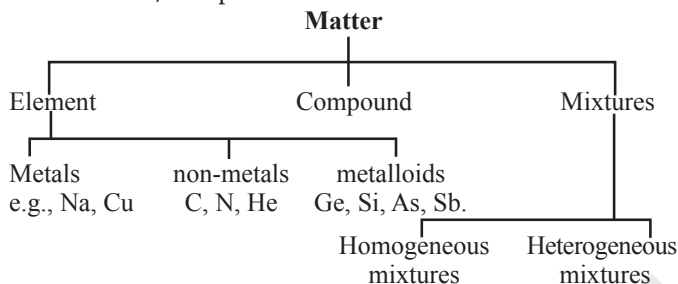 Matter
Element Compound Mixtures
Metals non-metals metalloids
e.g., Na, Cu C, N, He Ge, Si, As, Sb.
Homogeneous Heterogeneous
mixtures mixtures